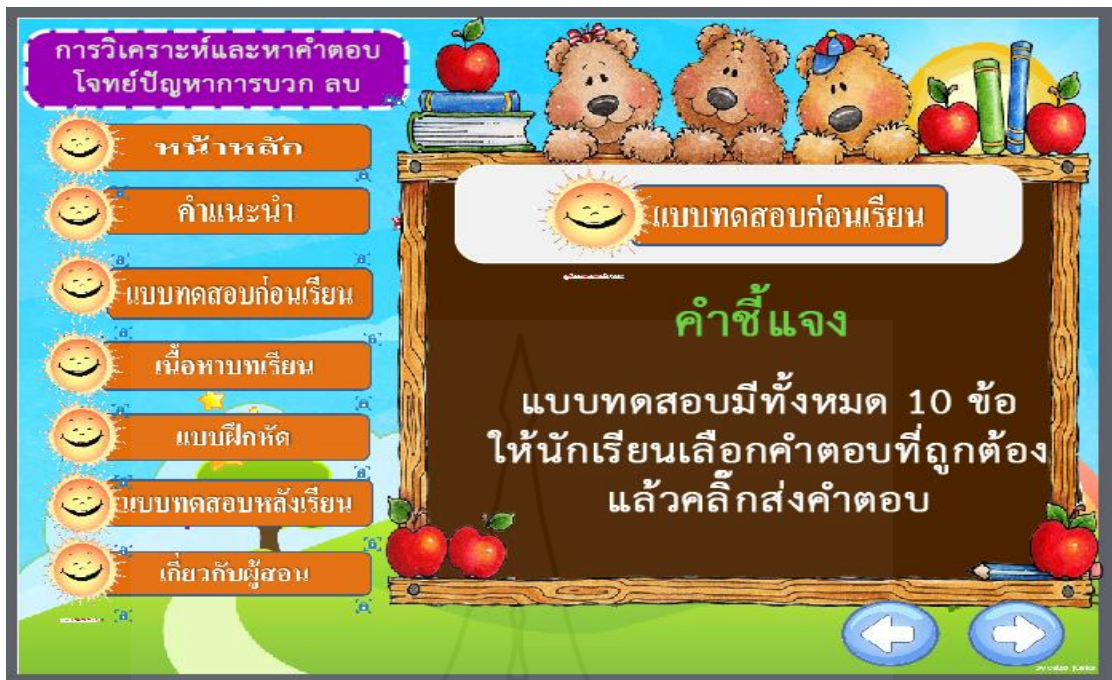 การวิเคราะห์และหาคำตอบ
โจทย์ปัญหาการบวก ลบ
หน้าหลัก
คำแนะนำ
แบบทดสอบก่อนเรียน
เนื้อหาบทเรียน
แบบฝึกหัด
แบบทดสอบหลังเรียน
เกี่ยวกับผู้สอน
แบบทดสอบก่อนเรียน
คำชี้แจง
แบบทดสอบมีทั้งหมด 10 ข้อ
ให้นักเรียนเลือกคำตอบที่ถูกต้อง
แล้วคลิ๊กส่งคำตอบ